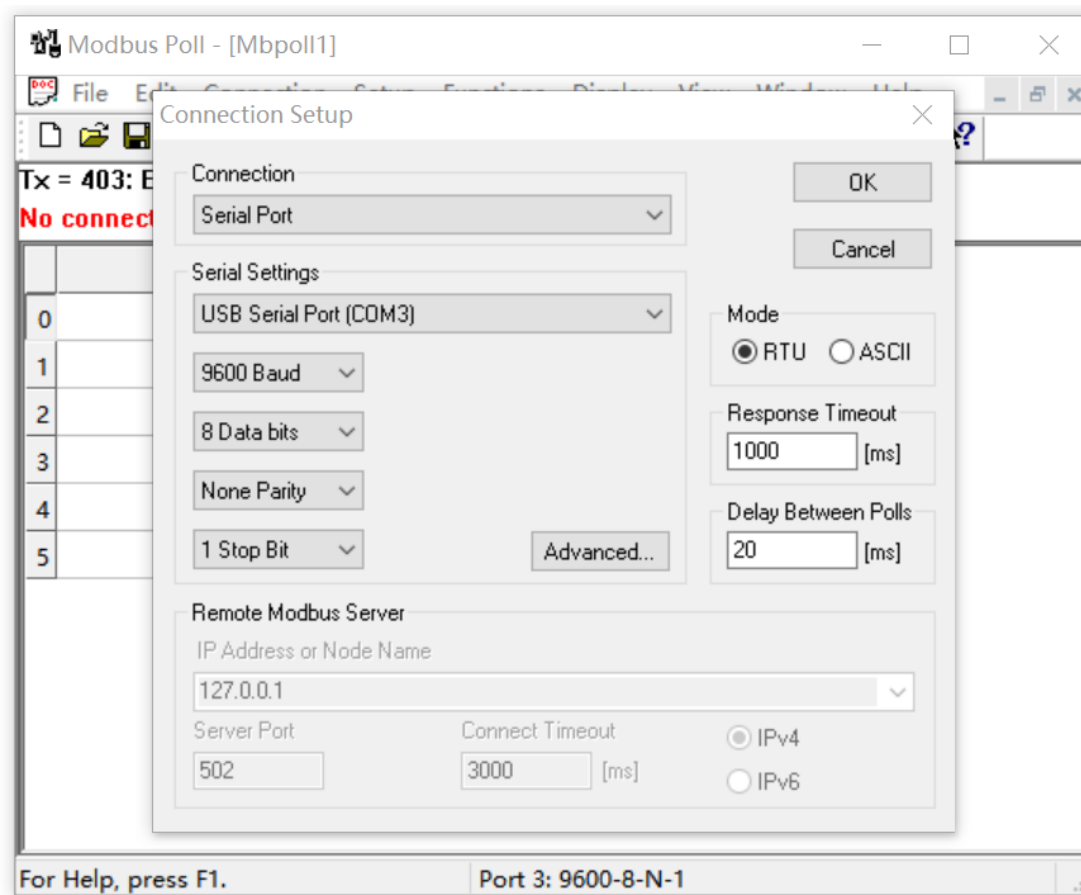 Modbus Poll - [Mbpoll1]
File
Connection Setup
Tx = 403: E
No connect
Connection
OK
Serial Port
Cancel
Serial Settings
USB Serial Port (COM3)
Mode
RTU ASCII
9600 Baud
Response Timeout
8 Data bits
1000 [ms]
None Parity
Delay Between Polls
1 Stop Bit
Advanced...
20 [ms]
0
1
2
3
4
5
Remote Modbus Server
IP Address or Node Name
127.0.0.1
Server Port Connect Timeout
IPv4
502 3000 [ms]
IPv6
For Help, press F1. Port 3: 9600-8-N-1